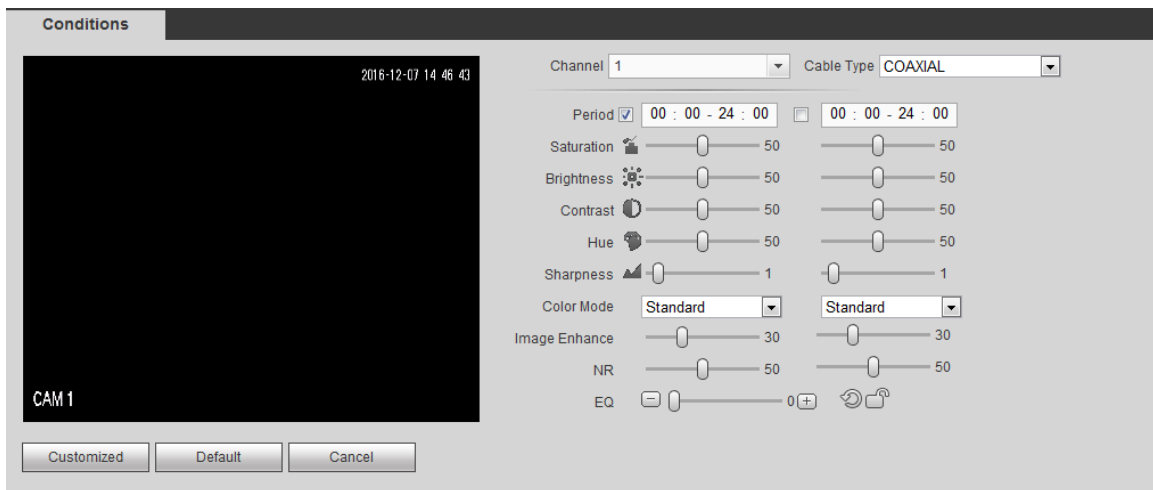 Conditions
2016-12-07 14 46 43
CAM 1
Channel 1 Cable Type COAXIAL
Period 00 : 00 - 24 : 00 00 : 00 - 24 : 00
Saturation 50 50
Brightness 50 50
Contrast 50 50
Hue 50 50
Sharpness 1 1
Color Mode Standard Standard
Image Enhance 30 30
NR 50 50
EQ 0
Customized Default Cancel